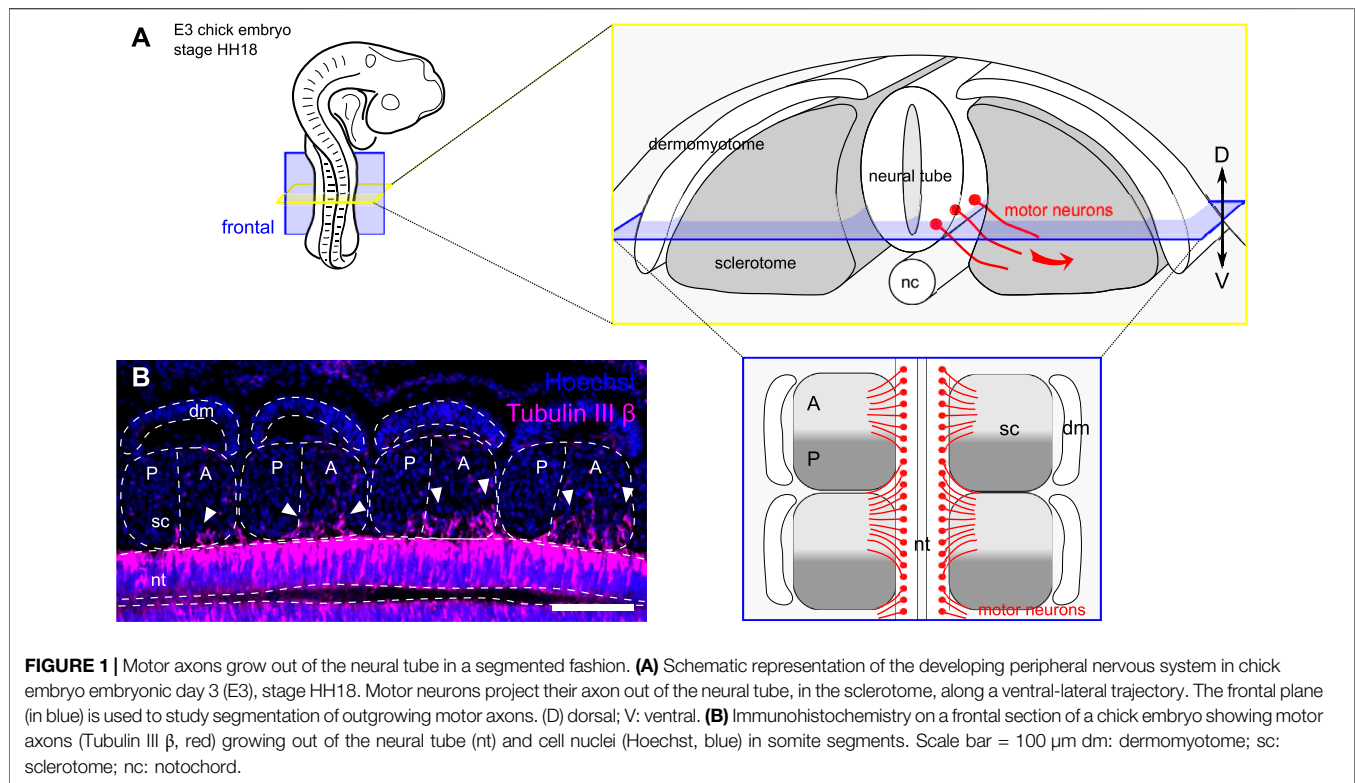 A
E3 chick embryo
stage HH18
frontal
dermomyotome
neural tube
motor neurons
sclerotome
nc
D
V
B
Hoechst
Tubulin III β
dm
P
A
P
A
P
A
P
A
sc
nt
A
P
sc
dm
nt
motor neurons
FIGURE 1 | Motor axons grow out of the neural tube in a segmented fashion. (A) Schematic representation of the developing peripheral nervous system in chick
embryo embryonic day 3 (E3), stage HH18. Motor neurons project their axon out of the neural tube, in the sclerotome, along a ventral-lateral trajectory. The frontal plane
(in blue) is used to study segmentation of outgrowing motor axons. (D) dorsal; V: ventral. (B) Immunohistochemistry on a frontal section of a chick embryo showing motor
axons (Tubulin III β, red) growing out of the neural tube (nt) and cell nuclei (Hoechst, blue) in somite segments. Scale bar = 100 μm dm: dermomyotome; sc:
sclerotome; nc: notochord.